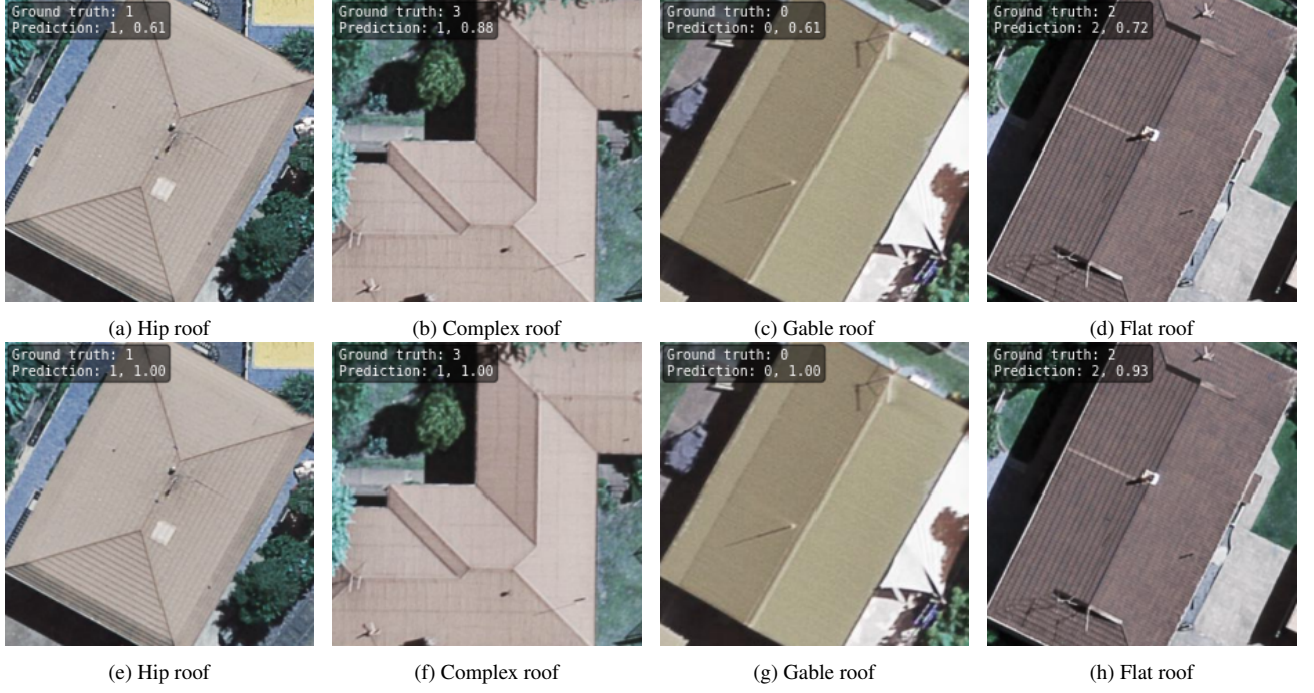 Ground truth: 1
Prediction: 1, 0.61
Ground truth: 3
Prediction: 1, 0.88
Ground truth: 0
Prediction: 0, 0.61
Ground truth: 2
Prediction: 2, 0.72
(a) Hip roof
(b) Complex roof
(c) Gable roof
(d) Flat roof
Ground truth: 1
Prediction: 1, 1.00
Ground truth: 3
Prediction: 1, 1.00
Ground truth: 0
Prediction: 0, 1.00
Ground truth: 2
Prediction: 2, 0.93
(e) Hip roof
(f) Complex roof
(g) Gable roof
(h) Flat roof